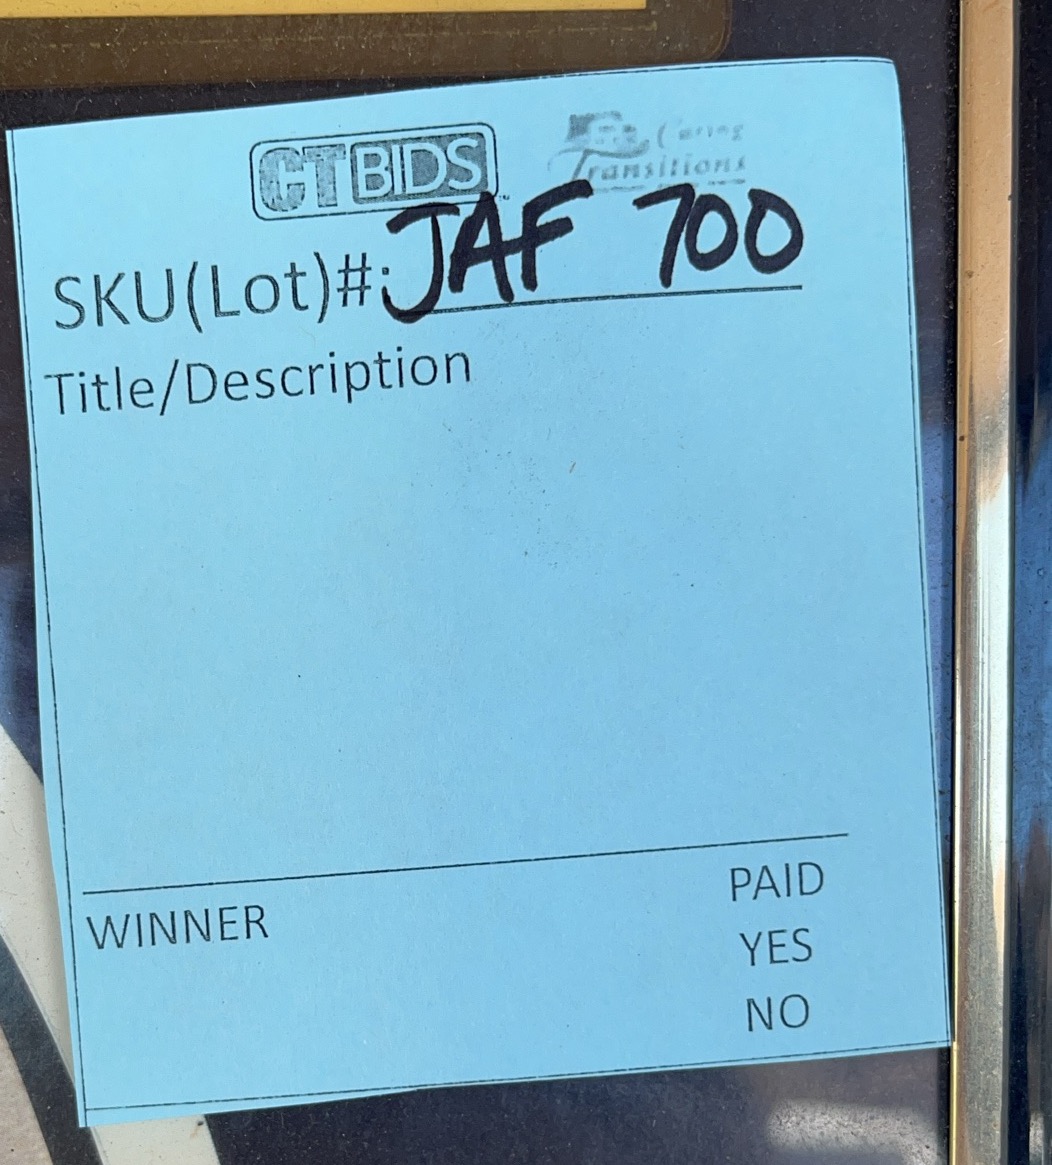 CTBIDS
Caring
Transitions
SKU(Lot)#: JAF 700
Title/Description
WINNER
PAID
YES
NO